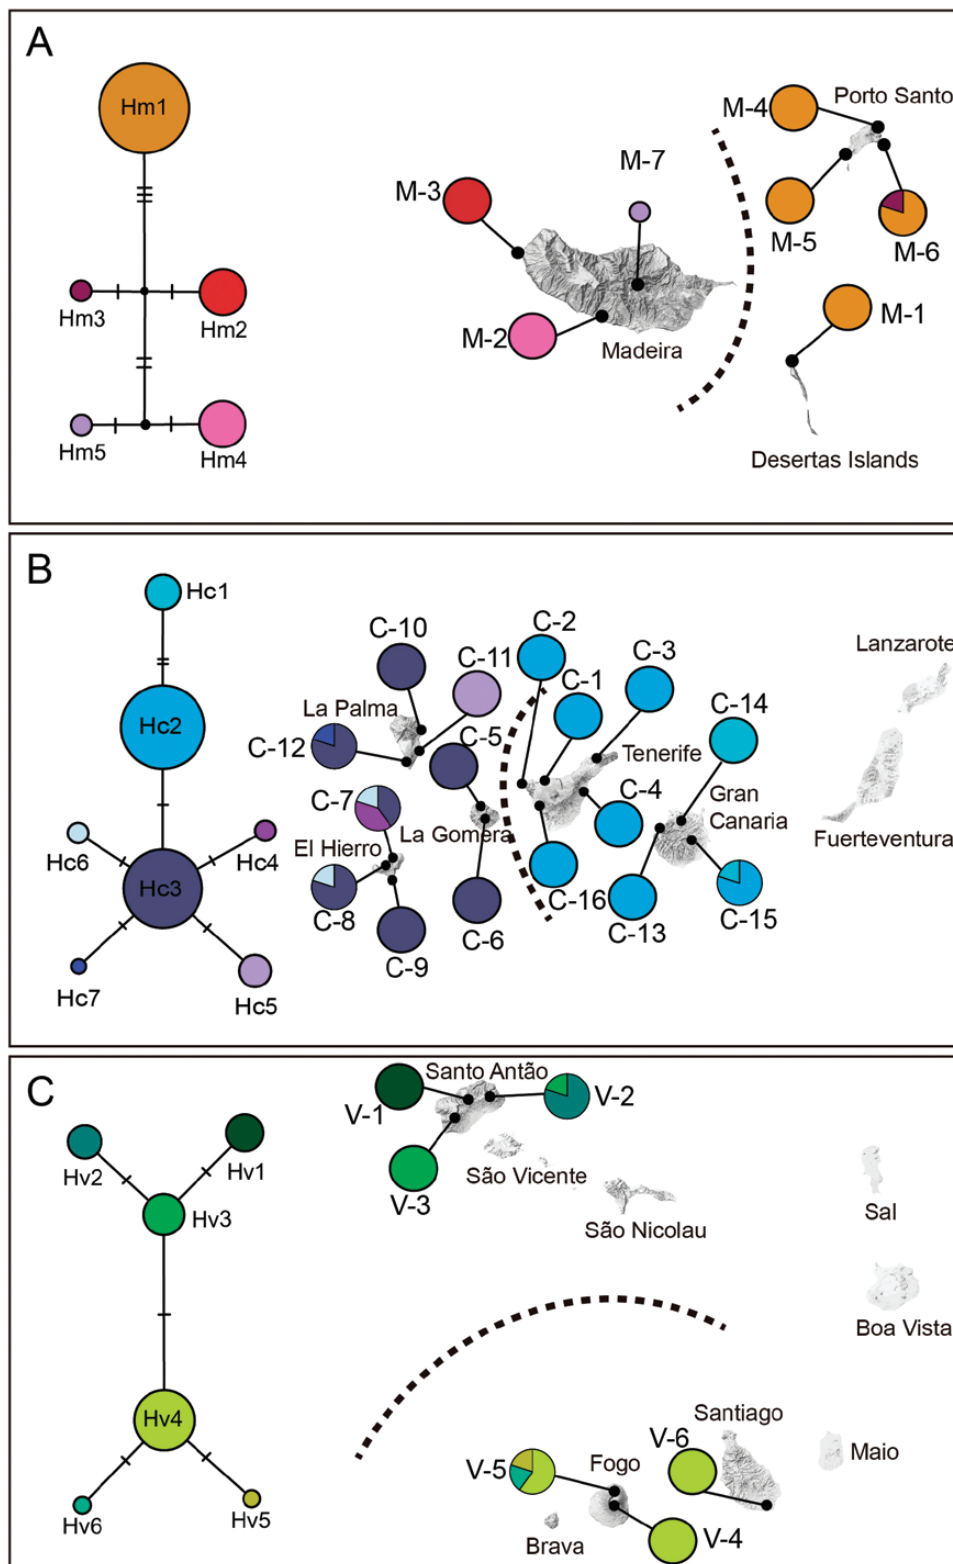 A
Hm1
Hm3
Hm2
Hm5
Hm4
M-3
M-7
M-2
Madeira
M-4
Porto Santo
M-5
M-6
M-1
Desertas Islands
B
Hc1
Hc2
Hc6
Hc4
Hc3
Hc7
Hc5
C-10
C-11
La Palma
C-12
C-5
C-7
La Gomera
El Hierro
C-8
C-9
C-6
C-2
C-1
C-3
Tenerife
C-4
C-16
C-14
Gran
Canaria
C-13
C-15
Lanzarote
Fuerteventura
C
Hv2
Hv1
Hv3
Hv4
Hv6
Hv5
Santo Antão
V-1
V-2
V-3
São Vicente
São Nicolau
Sal
Boa Vista
Santiago
V-6
Maio
V-5
Fogo
Brava
V-4